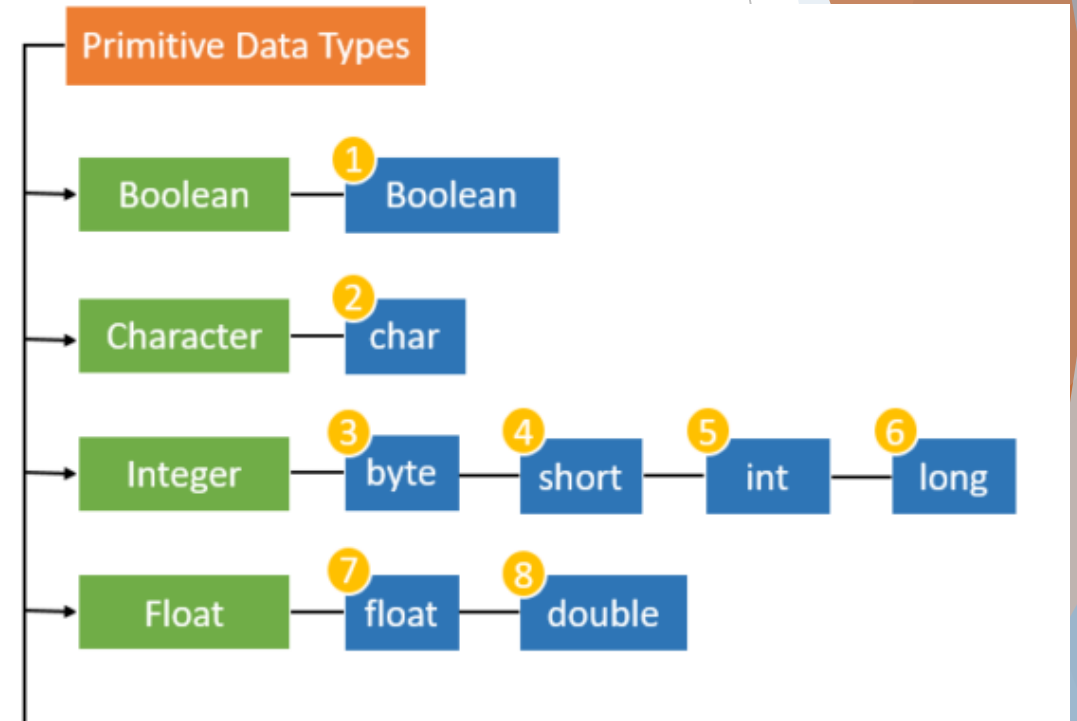 Primitive Data Types
1
Boolean Boolean
2
Character char
3 4 5 6
Integer byte short int long
7 8
Float float double